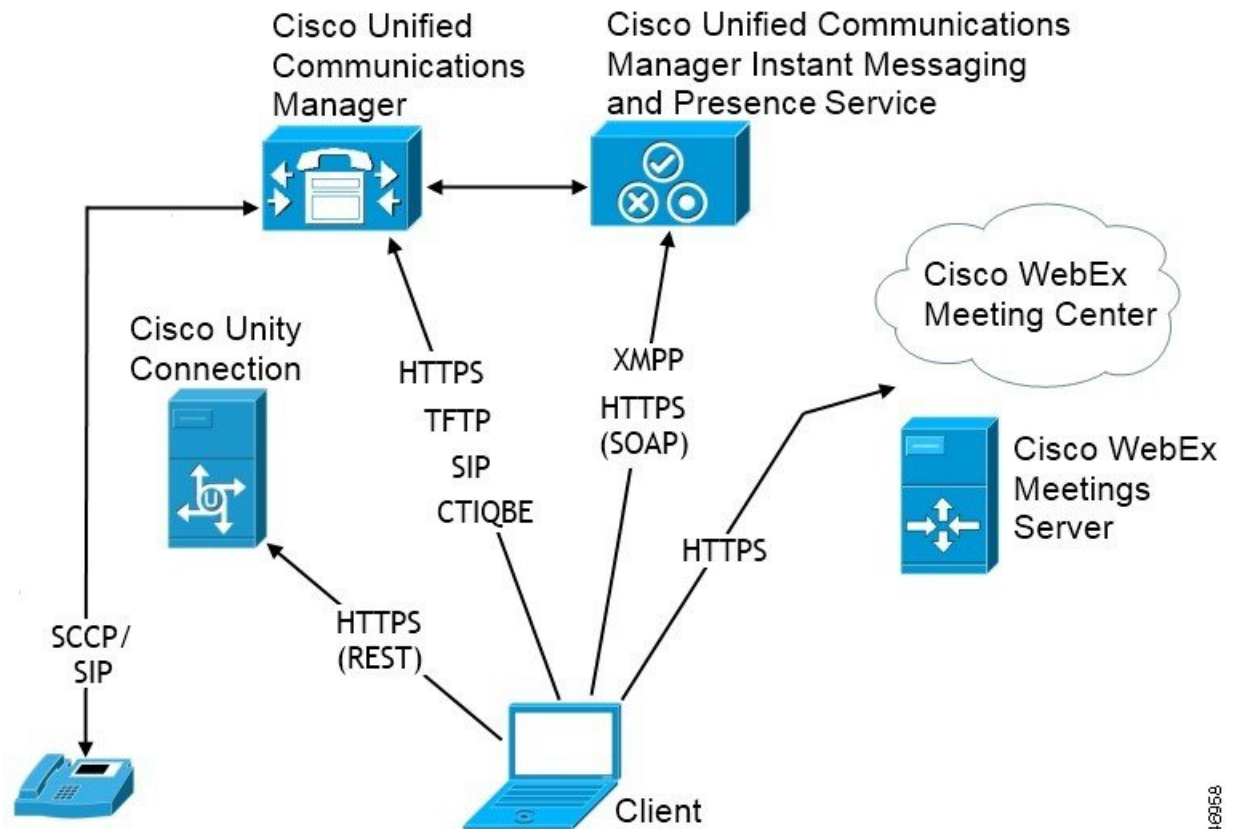 Cisco Unified
Communications
Manager
Cisco Unified Communications
Manager Instant Messaging
and Presence Service
Cisco WebEx
Meeting Center
Cisco Unity
Connection
HTTPS
TFTP
SIP
CTIQBE
XMPP
HTTPS
(SOAP)
Cisco WebEx
Meetings
Server
HTTPS
U
SCCP/
SIP
HTTPS
(REST)
Client